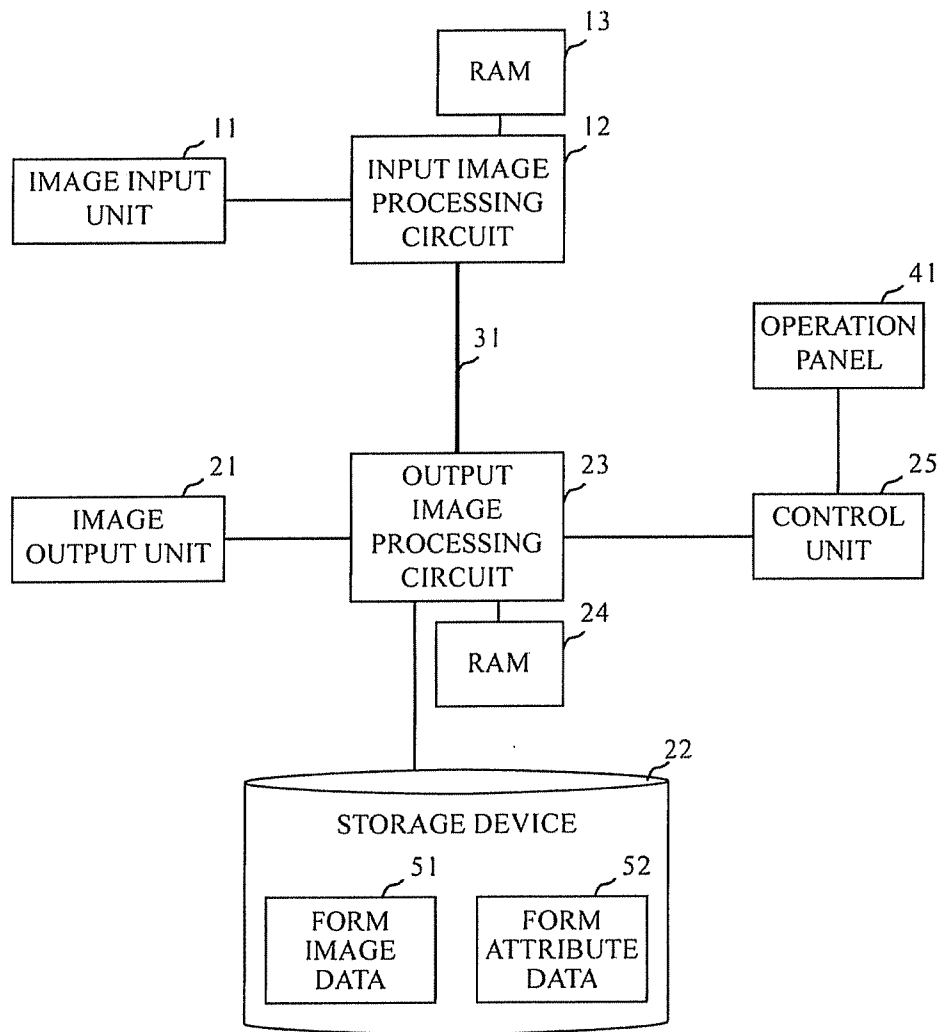 13
RAM
11
12
IMAGE INPUT
UNIT
INPUT IMAGE
PROCESSING
CIRCUIT
41
OPERATION
PANEL
31
21
23
25
IMAGE
OUTPUT UNIT
OUTPUT
IMAGE
PROCESSING
CIRCUIT
CONTROL
UNIT
24
RAM
22
STORAGE DEVICE
51
52
FORM
IMAGE
DATA
FORM
ATTRIBUTE
DATA